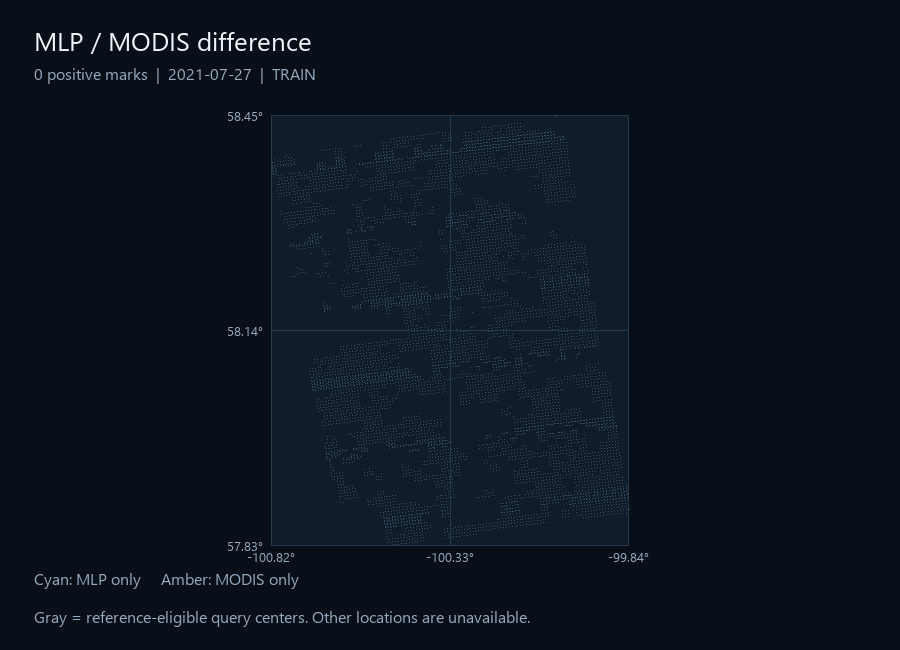 MLP / MODIS difference
0 positive marks | 2021-07-27 | TRAIN
58.45°
58.14°
57.83°
-100.82° -100.33° -99.84°
Cyan: MLP only Amber: MODIS only
Gray = reference-eligible query centers. Other locations are unavailable.